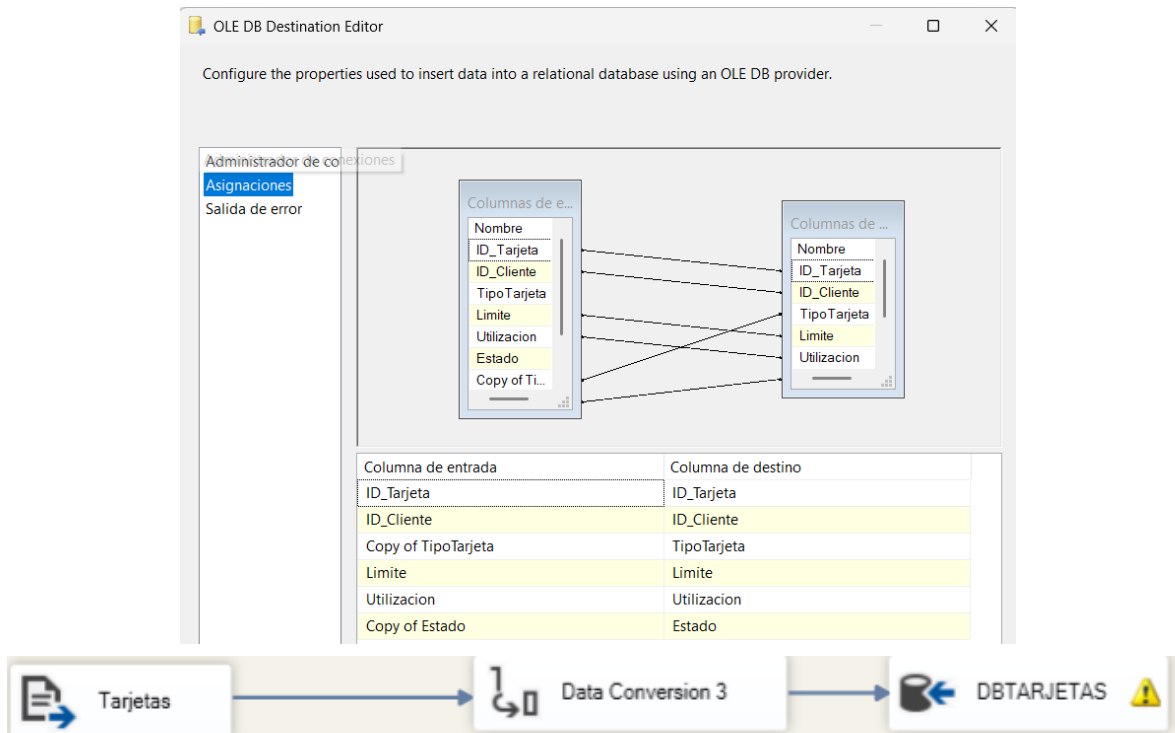 OLE DB Destination Editor
Configure the properties used to insert data into a relational database using an OLE DB provider.
Administrador de conexiones
Administrador de co
Asignaciones
Salida de error
Columnas de e...
Nombre
ID_Tarjeta
ID_Cliente
TipoTarjeta
Limite
Utilizacion
Estado
Copy of Ti...
Columnas de ...
Nombre
ID_Tarjeta
ID_Cliente
TipoTarjeta
Limite
Utilizacion
Columna de entrada Columna de destino
ID_Tarjeta ID_Tarjeta
ID_Cliente ID_Cliente
Copy of TipoTarjeta TipoTarjeta
Limite Limite
Utilizacion Utilizacion
Copy of Estado Estado
Tarjetas Data Conversion 3 DBTARJETAS